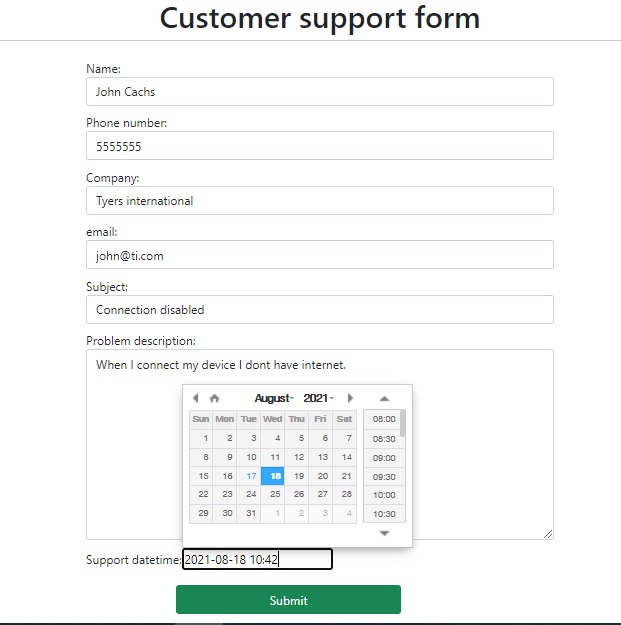 Customer support form
Name:
John Cachs
Phone number:
5555555
Company:
Tyers international
email:
john@ti.com
Subject:
Connection disabled
Problem description:
When I connect my device I dont have internet.
August 2021
Sun Mon Tue Wed Thu Fri Sat
1 2 3 4 5 6 7
8 9 10 11 12 13 14
15 16 17 18 19 20 21
22 23 24 25 26 27 28
29 30 31 1 2 3 4
08:00
08:30
09:00
09:30
10:00
10:30
Support datetime: 2021-08-18 10:42
Submit